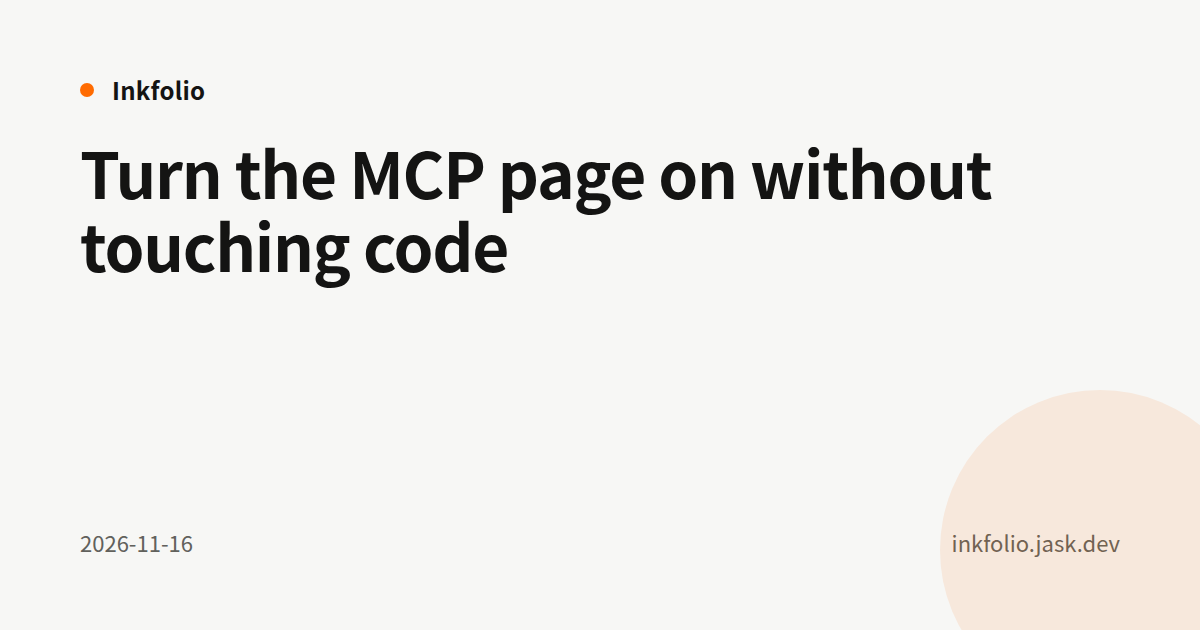 Inkfolio
Turn the MCP page on without
touching code
2026-11-16
inkfolio.jask.dev